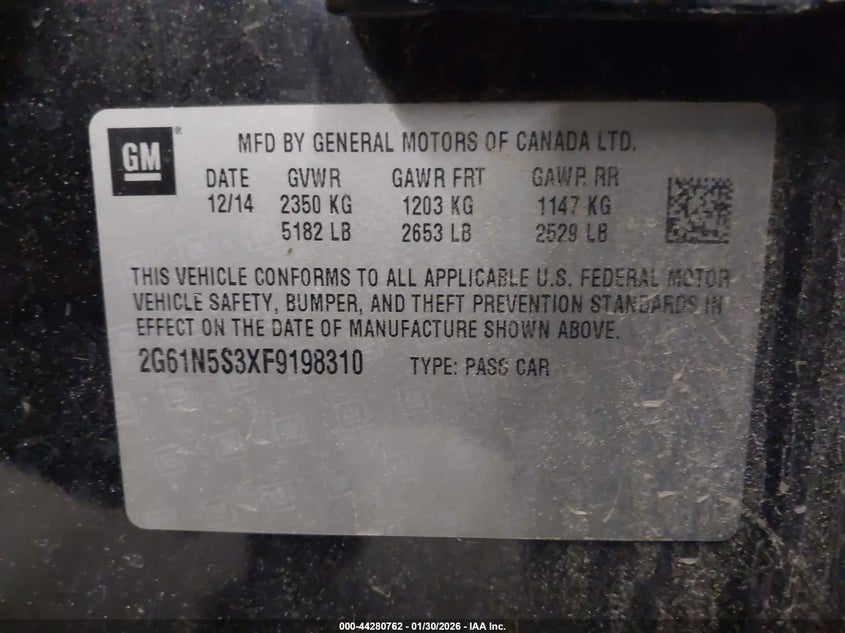 GM®
MFD BY GENERAL MOTORS OF CANADA LTD.
DATE GVWR GAWR FRT GAWR RR
12/14 2350 KG 1203 KG 1147 KG
5182 LB 2653 LB 2529 LB
THIS VEHICLE CONFORMS TO ALL APPLICABLE U.S. FEDERAL MOTOR
VEHICLE SAFETY, BUMPER, AND THEFT PREVENTION STANDARDS IN
EFFECT ON THE DATE OF MANUFACTURE SHOWN ABOVE.
2G61N5S3XF9198310 TYPE: PASS CAR
000-44280762 - 01/30/2026 - IAA Inc.